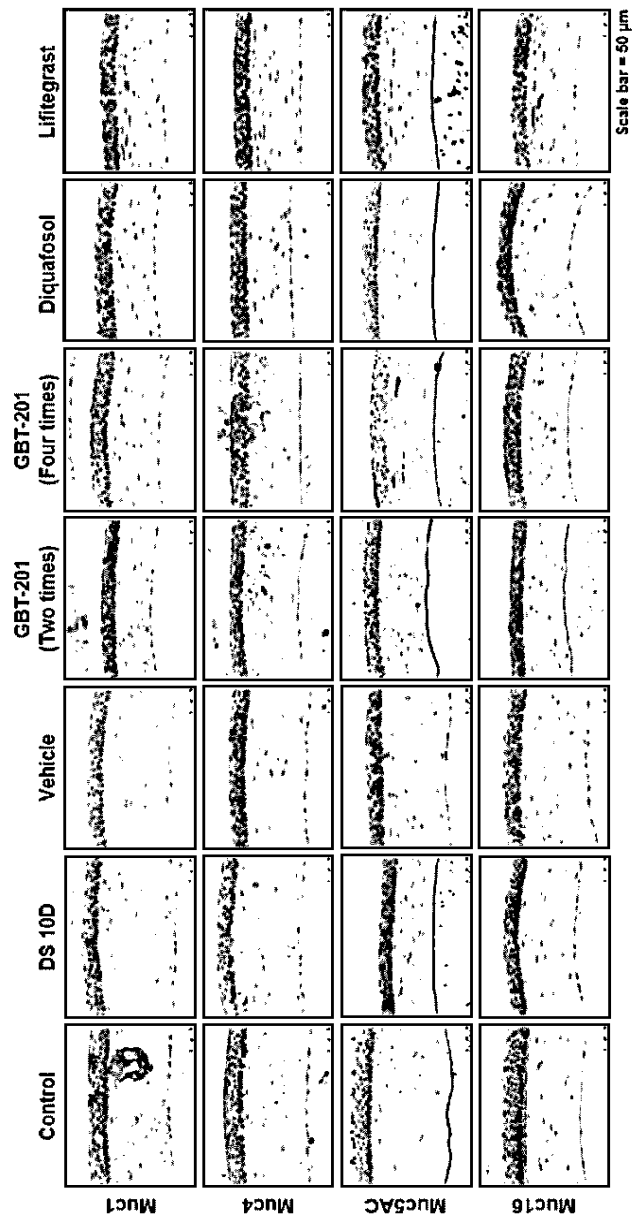 Control
DS 10D
Vehicle
GBT-201
(Two times)
GBT-201
(Four times)
Diquafosol
Lifitegrast
Muc1
Muc4
Muc5AC
Muc16
Scale bar = 50 µm